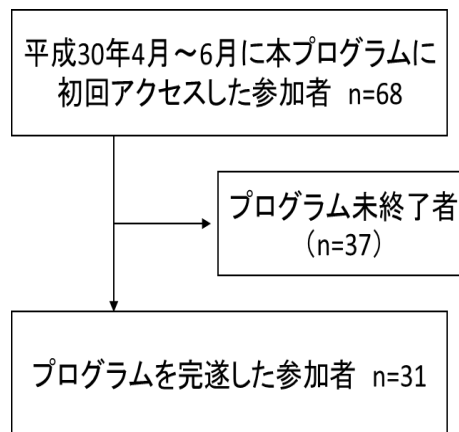 平成30年4月～6月に本プログラムに
初回アクセスした参加者 n=68
プログラム未終了者
(n=37)
プログラムを完遂した参加者 n=31